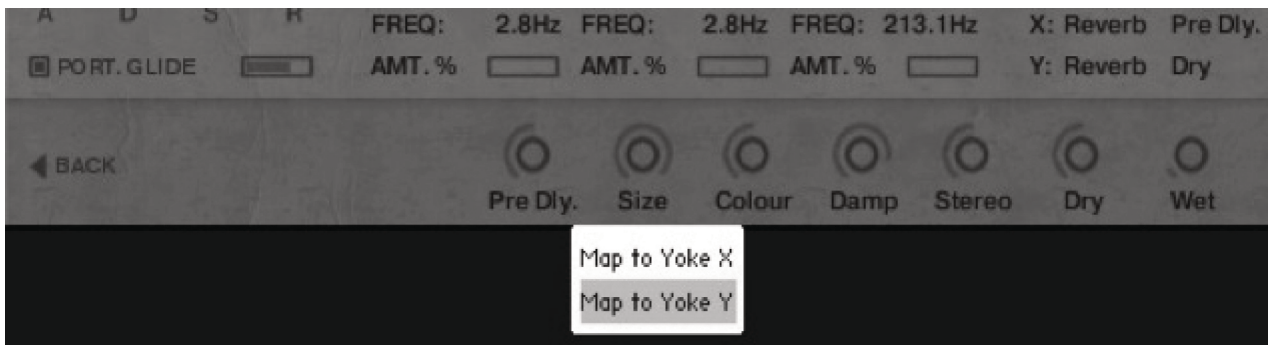 A D S R
FREQ: 2.8Hz FREQ: 2.8Hz FREQ: 213.1Hz X: Reverb Pre Dly.
PORT. GLIDE AMT. % AMT. % AMT. % Y: Reverb Dry
BACK
Pre Dly. Size Colour Damp Stereo Dry Wet
Map to Yoke X
Map to Yoke Y